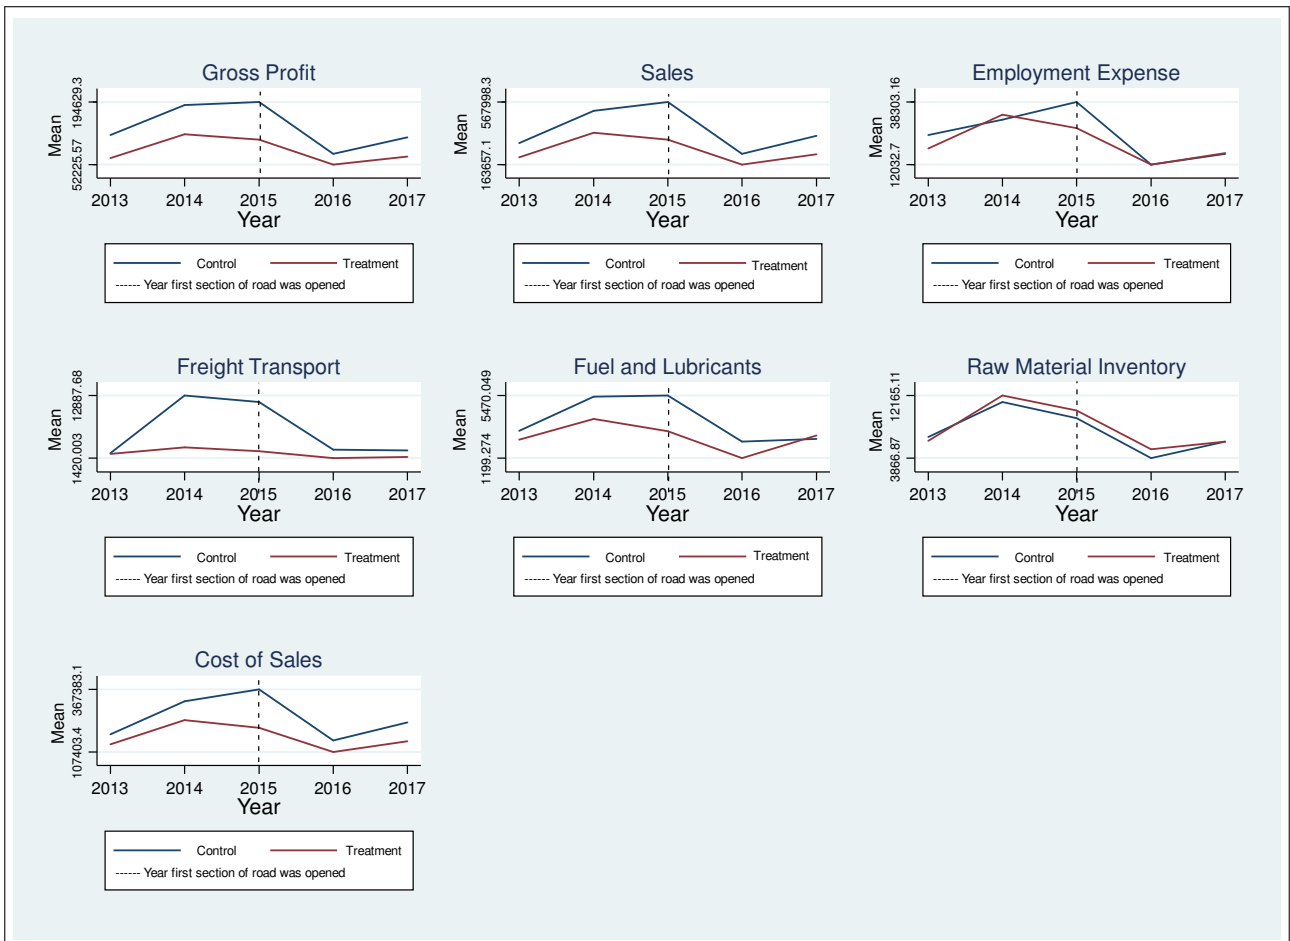 Gross Profit
Mean
194629.3
52225.57
2013 2014 2015 2016 2017
Year
Control Treatment
------ Year first section of road was opened
Sales
Mean
567998.3
163657.1
2013 2014 2015 2016 2017
Year
Control Treatment
------ Year first section of road was opened
Employment Expense
Mean
38303.16
12032.7
2013 2014 2015 2016 2017
Year
Control Treatment
------ Year first section of road was opened
Freight Transport
Mean
12887.68
1420.003
2013 2014 2015 2016 2017
Year
Control Treatment
------ Year first section of road was opened
Fuel and Lubricants
Mean
5470.049
1199.274
2013 2014 2015 2016 2017
Year
Control Treatment
------ Year first section of road was opened
Raw Material Inventory
Mean
12165.11
3866.87
2013 2014 2015 2016 2017
Year
Control Treatment
------ Year first section of road was opened
Cost of Sales
Mean
367383.1
107403.4
2013 2014 2015 2016 2017
Year
Control Treatment
------ Year first section of road was opened